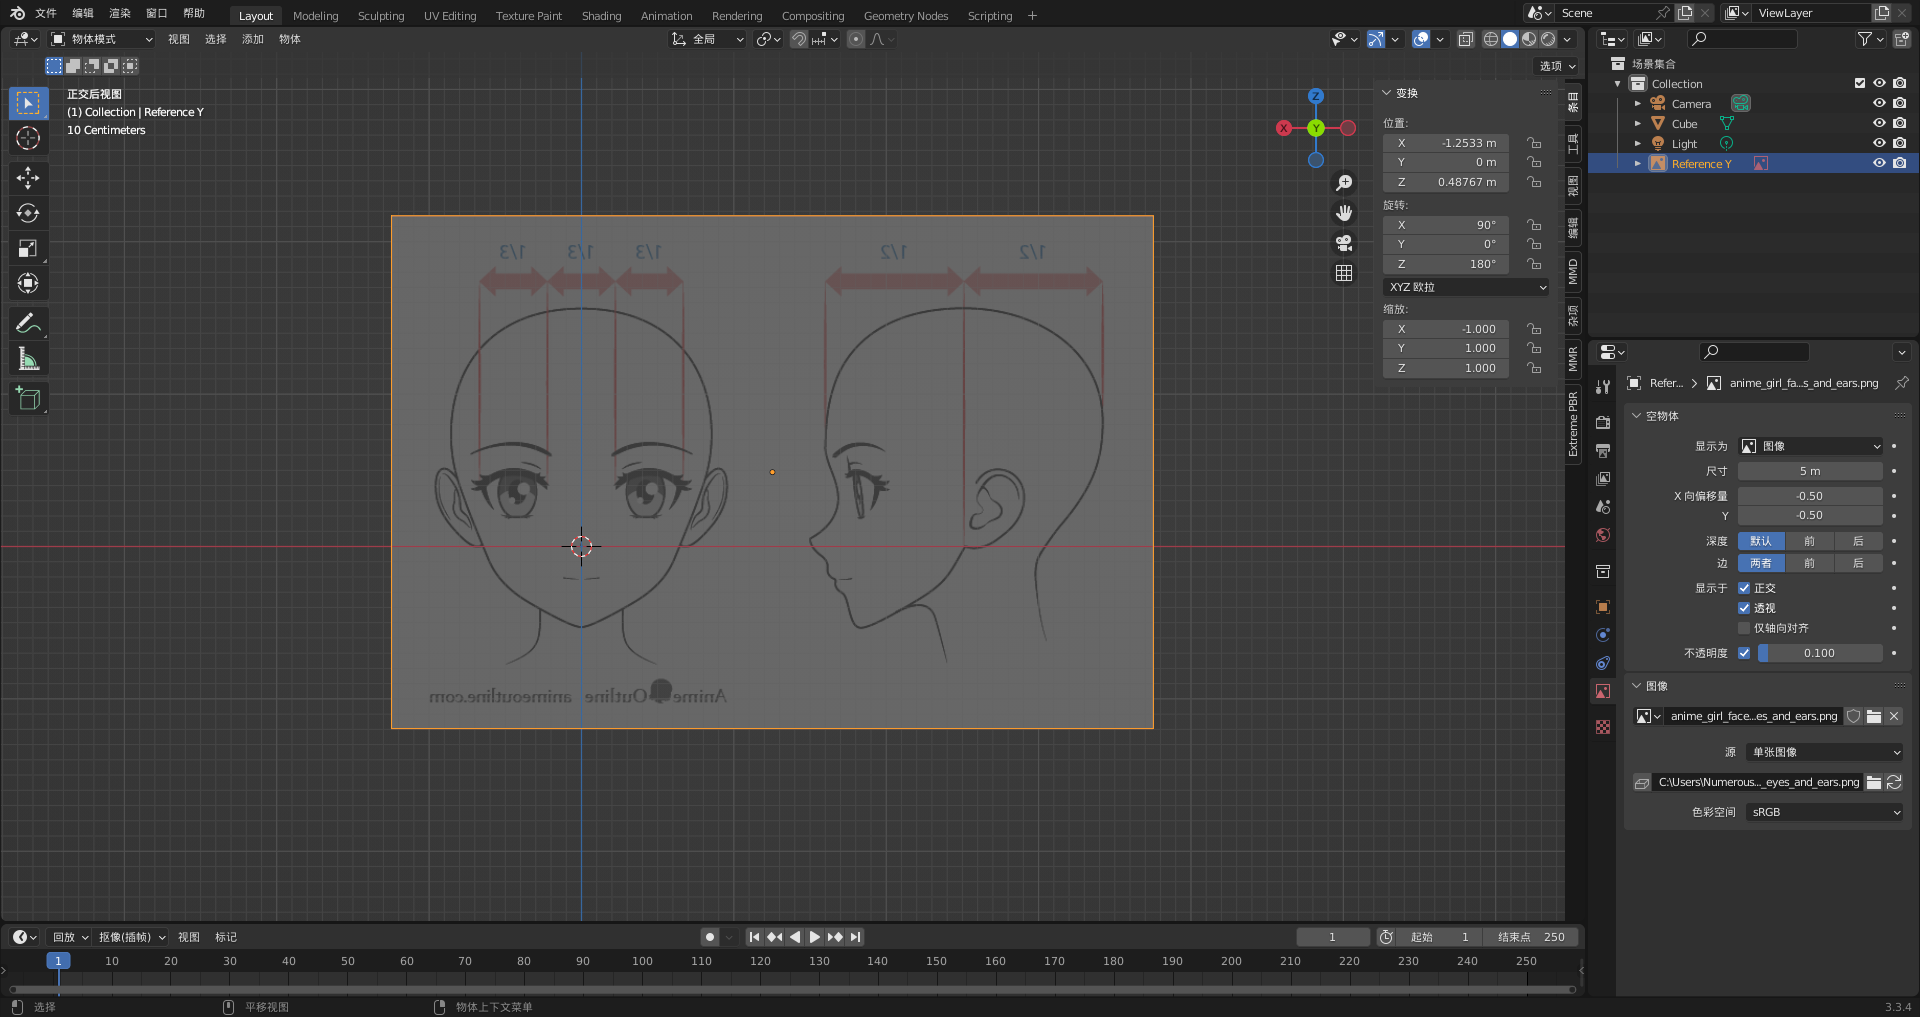 文件 编辑 渲染 窗口 帮助 Layout Modeling Sculpting UV Editing Texture Paint Shading Animation Rendering Compositing Geometry Nodes Scripting + Scene ViewLayer
物体模式 视图 选择 添加 物体 全局
选项
正交后视图
(1) Collection | Reference Y
10 Centimeters
1/3 1/3 1/3 1/2 1/2
Anime Outline animeoutline.com
X Y Z
变换
位置:
X -1.2533 m
Y 0 m
Z 0.48767 m
旋转:
X 90°
Y 0°
Z 180°
XYZ 欧拉
缩放:
X -1.000
Y 1.000
Z 1.000
条目
工具
视图
编辑
MMD
杂项
MMR
Extreme PBR
场景集合
Collection
Camera
Cube
Light
Reference Y
Refer... anime_girl_fa...s_and_ears.png
空物体
显示为 图像
尺寸 5 m
X 向偏移量 -0.50
Y -0.50
深度 默认 前 后
边 两者 前 后
显示于 正交
透视
仅轴向对齐
不透明度 0.100
图像
anime_girl_face...es_and_ears.png
源 单张图像
C:\Users\Numerous..._eyes_and_ears.png
色彩空间 sRGB
回放 抠像(插帧) 视图 标记 1 起始 1 结束点 250
1 10 20 30 40 50 60 70 80 90 100 110 120 130 140 150 160 170 180 190 200 210 220 230 240 250
选择 平移视图 物体上下文菜单 3.3.4